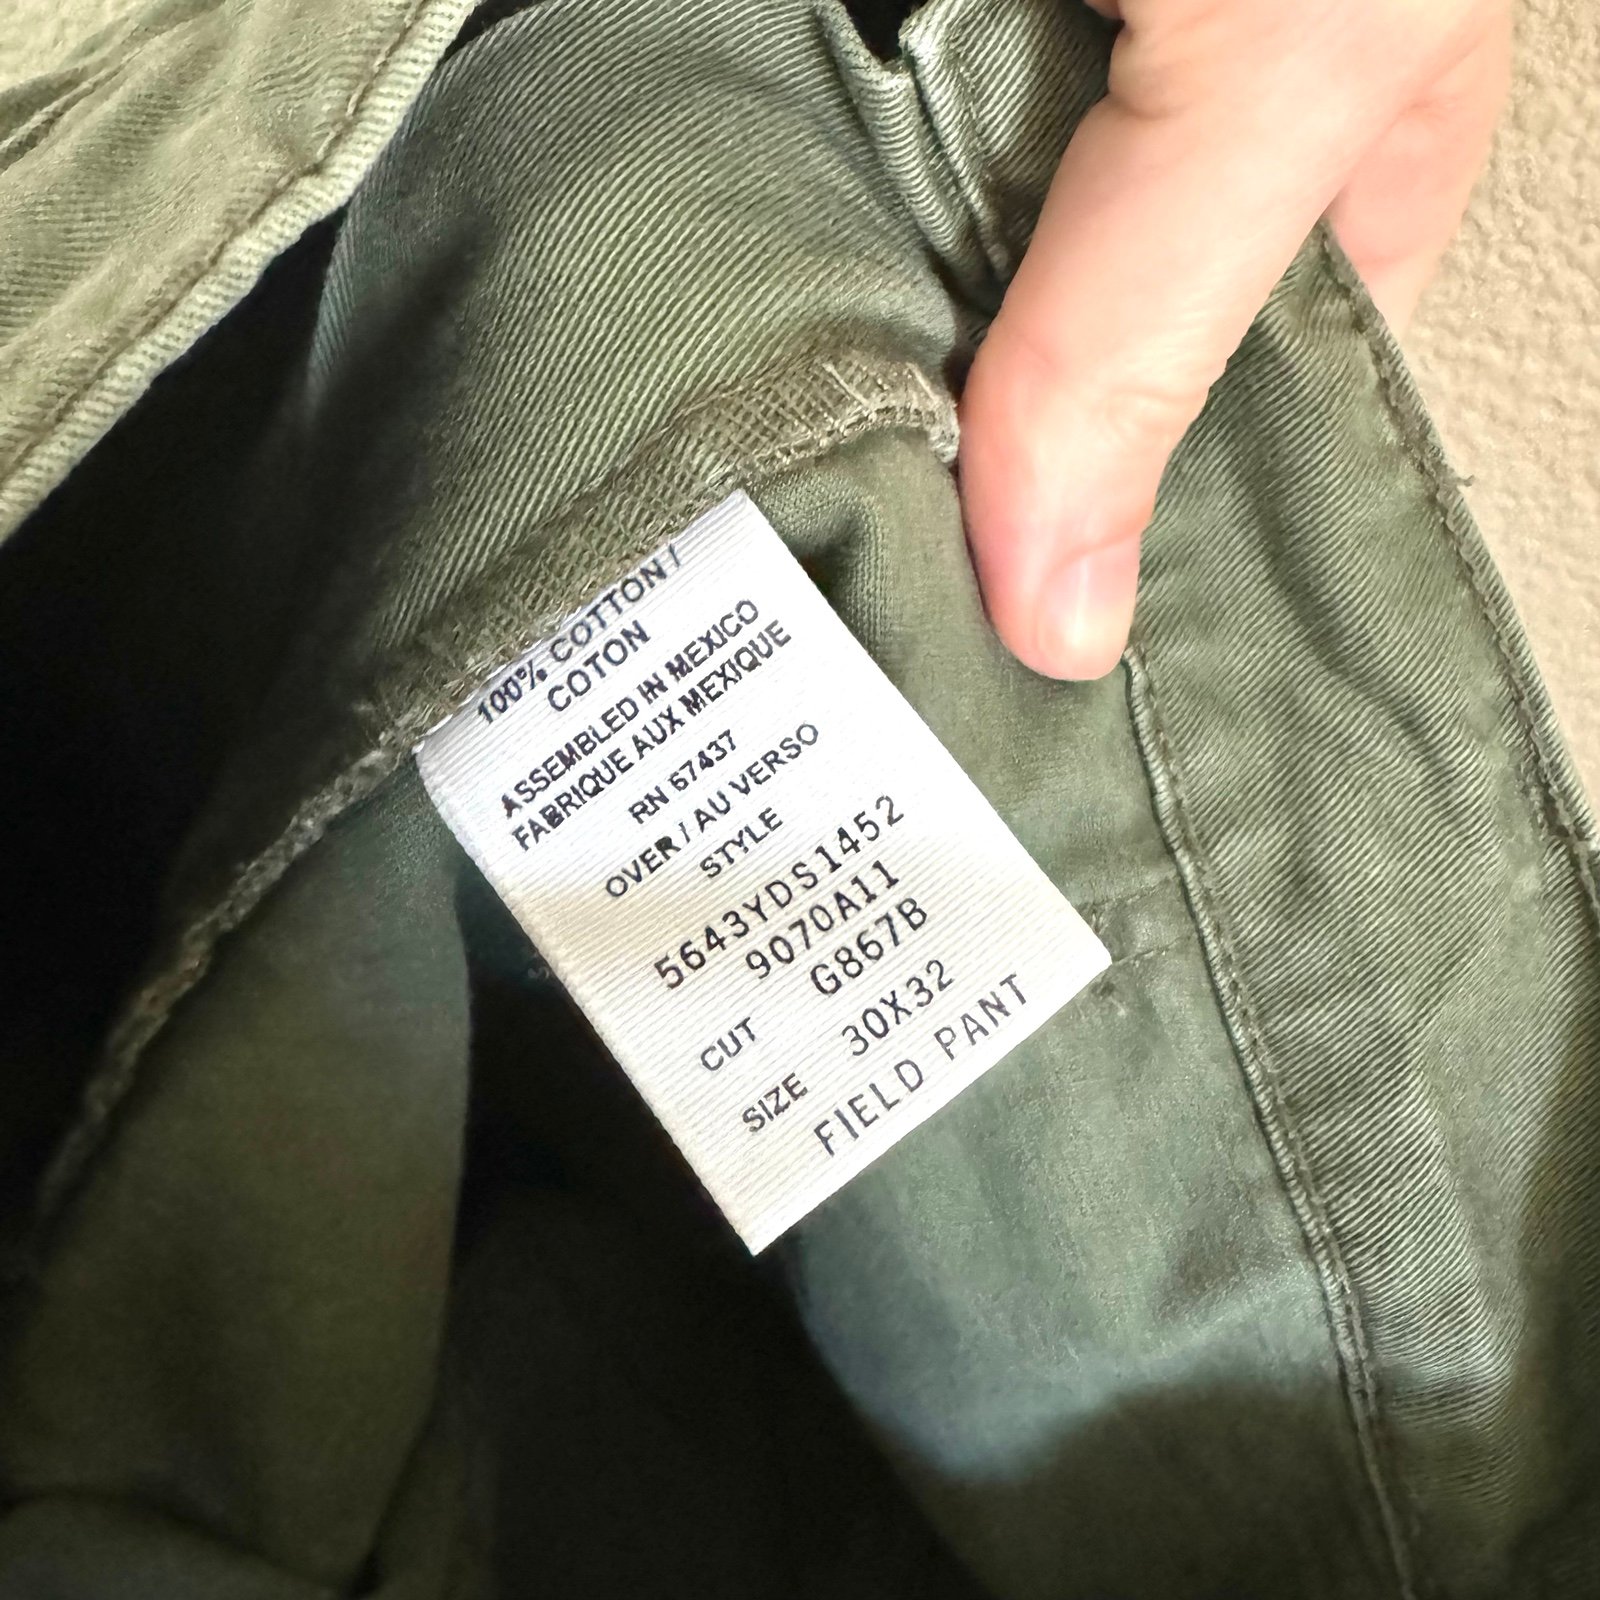 100% COTTON /
COTON
ASSEMBLED IN MEXICO
FABRIQUE AUX MEXIQUE
RN 67437
OVER / AU VERSO
STYLE
5643YDS1452
9070A11
CUT G867B
SIZE 30X32
FIELD PANT